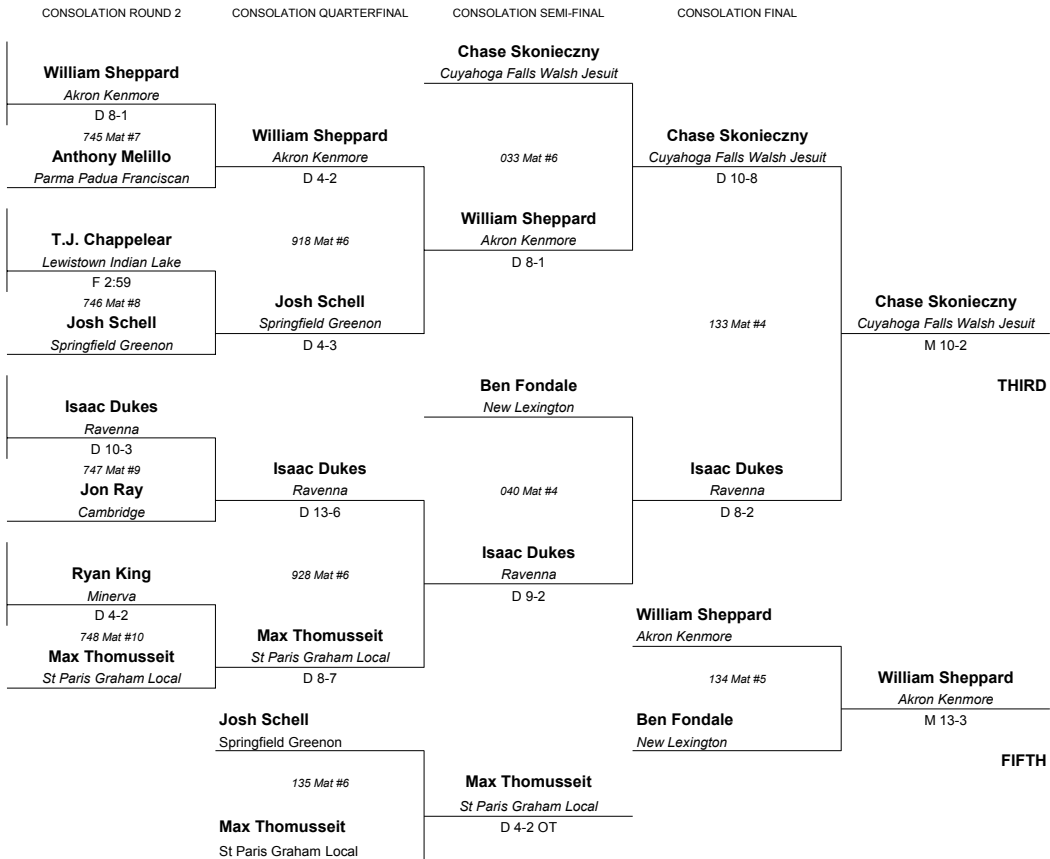 CONSOLATION ROUND 2
CONSOLATION QUARTERFINAL
CONSOLATION SEMI-FINAL
CONSOLATION FINAL
William Sheppard
Akron Kenmore
D 8-1
745 Mat #7
Anthony Melillo
Parma Padua Franciscan
T.J. Chappelear
Lewistown Indian Lake
F 2:59
746 Mat #8
Josh Schell
Springfield Greenon
Isaac Dukes
Ravenna
D 10-3
747 Mat #9
Jon Ray
Cambridge
Ryan King
Minerva
D 4-2
748 Mat #10
Max Thomusseit
St Paris Graham Local
William Sheppard
Akron Kenmore
D 4-2
918 Mat #6
Josh Schell
Springfield Greenon
D 4-3
Isaac Dukes
Ravenna
D 13-6
928 Mat #6
Max Thomusseit
St Paris Graham Local
D 8-7
Josh Schell
Springfield Greenon
135 Mat #6
Max Thomusseit
St Paris Graham Local
Chase Skonieczny
Cuyahoga Falls Walsh Jesuit
033 Mat #6
William Sheppard
Akron Kenmore
D 8-1
Ben Fondale
New Lexington
040 Mat #4
Isaac Dukes
Ravenna
D 9-2
Max Thomusseit
St Paris Graham Local
D 4-2 OT
Chase Skonieczny
Cuyahoga Falls Walsh Jesuit
D 10-8
133 Mat #4
Isaac Dukes
Ravenna
D 8-2
William Sheppard
Akron Kenmore
134 Mat #5
Ben Fondale
New Lexington
Chase Skonieczny
Cuyahoga Falls Walsh Jesuit
M 10-2
THIRD
William Sheppard
Akron Kenmore
M 13-3
FIFTH